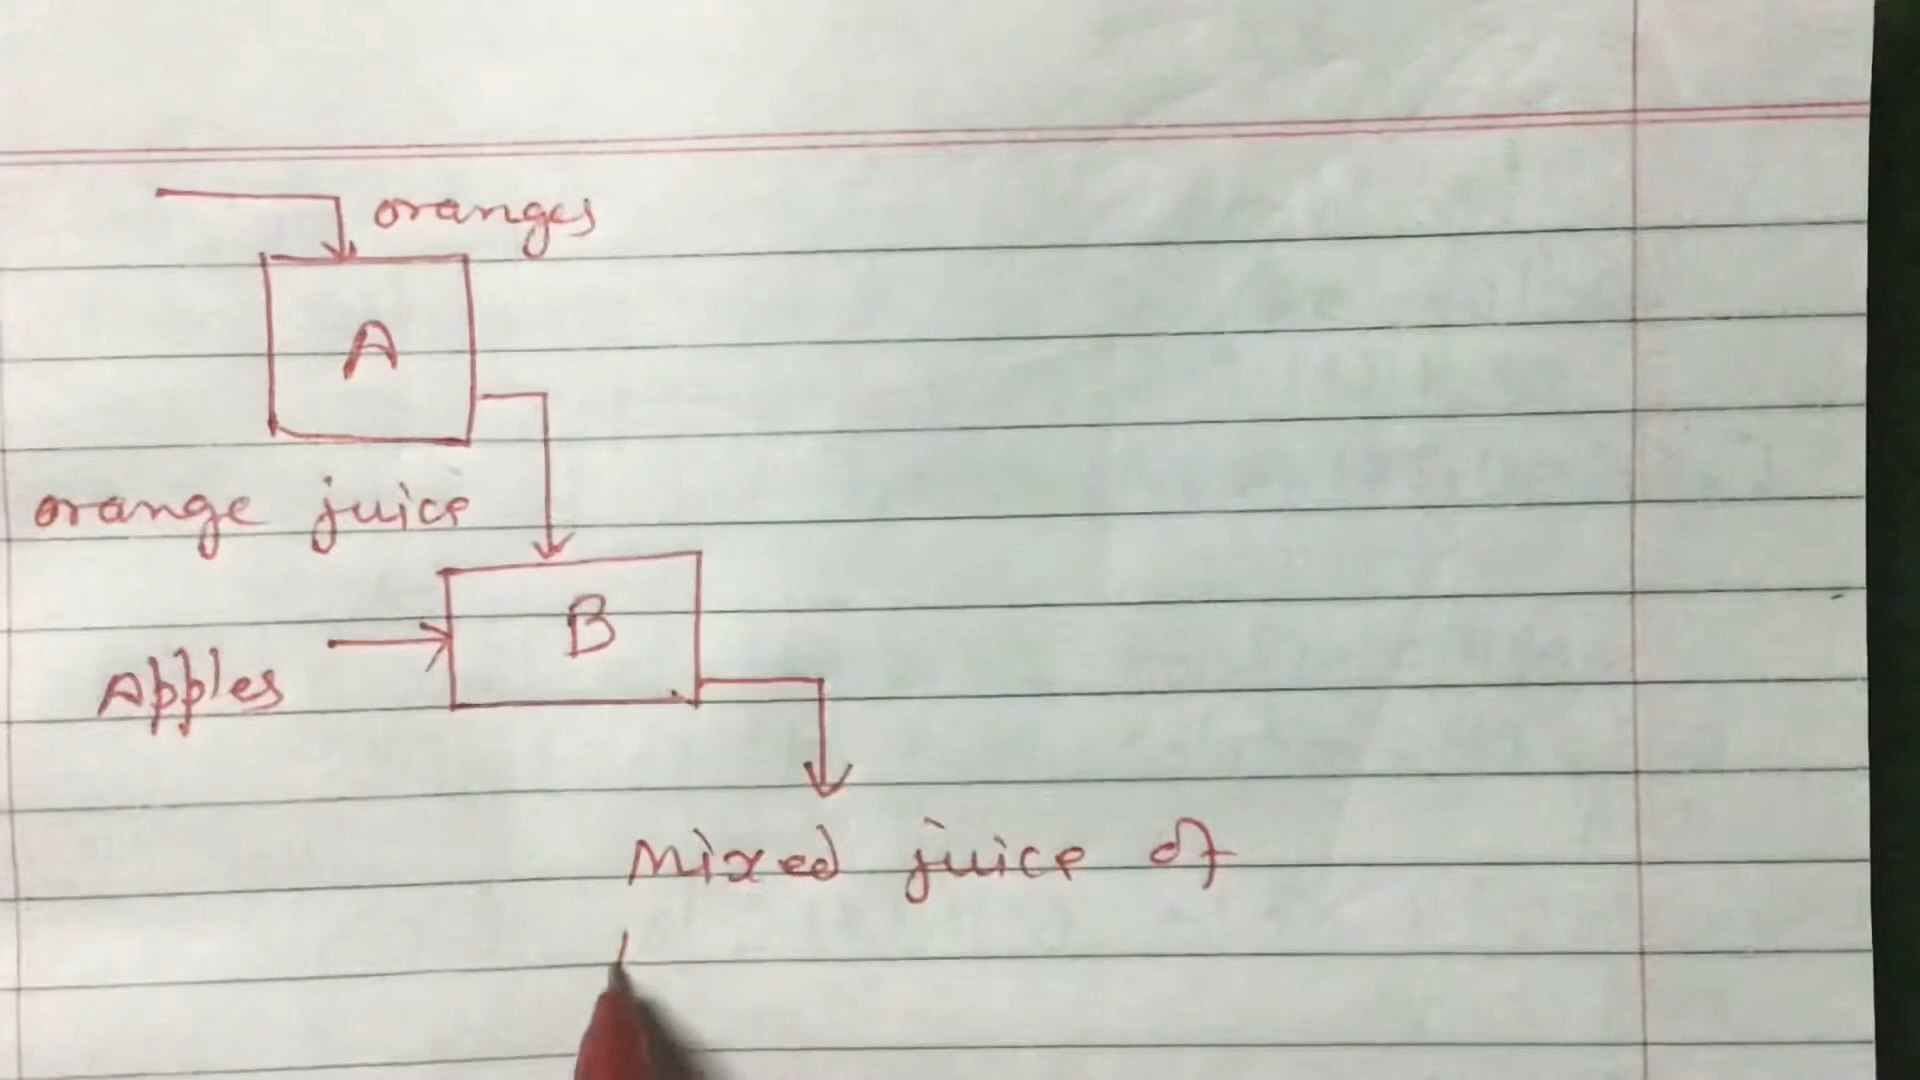 oranges
A
orange juice
B
Apples
Mixed juice of